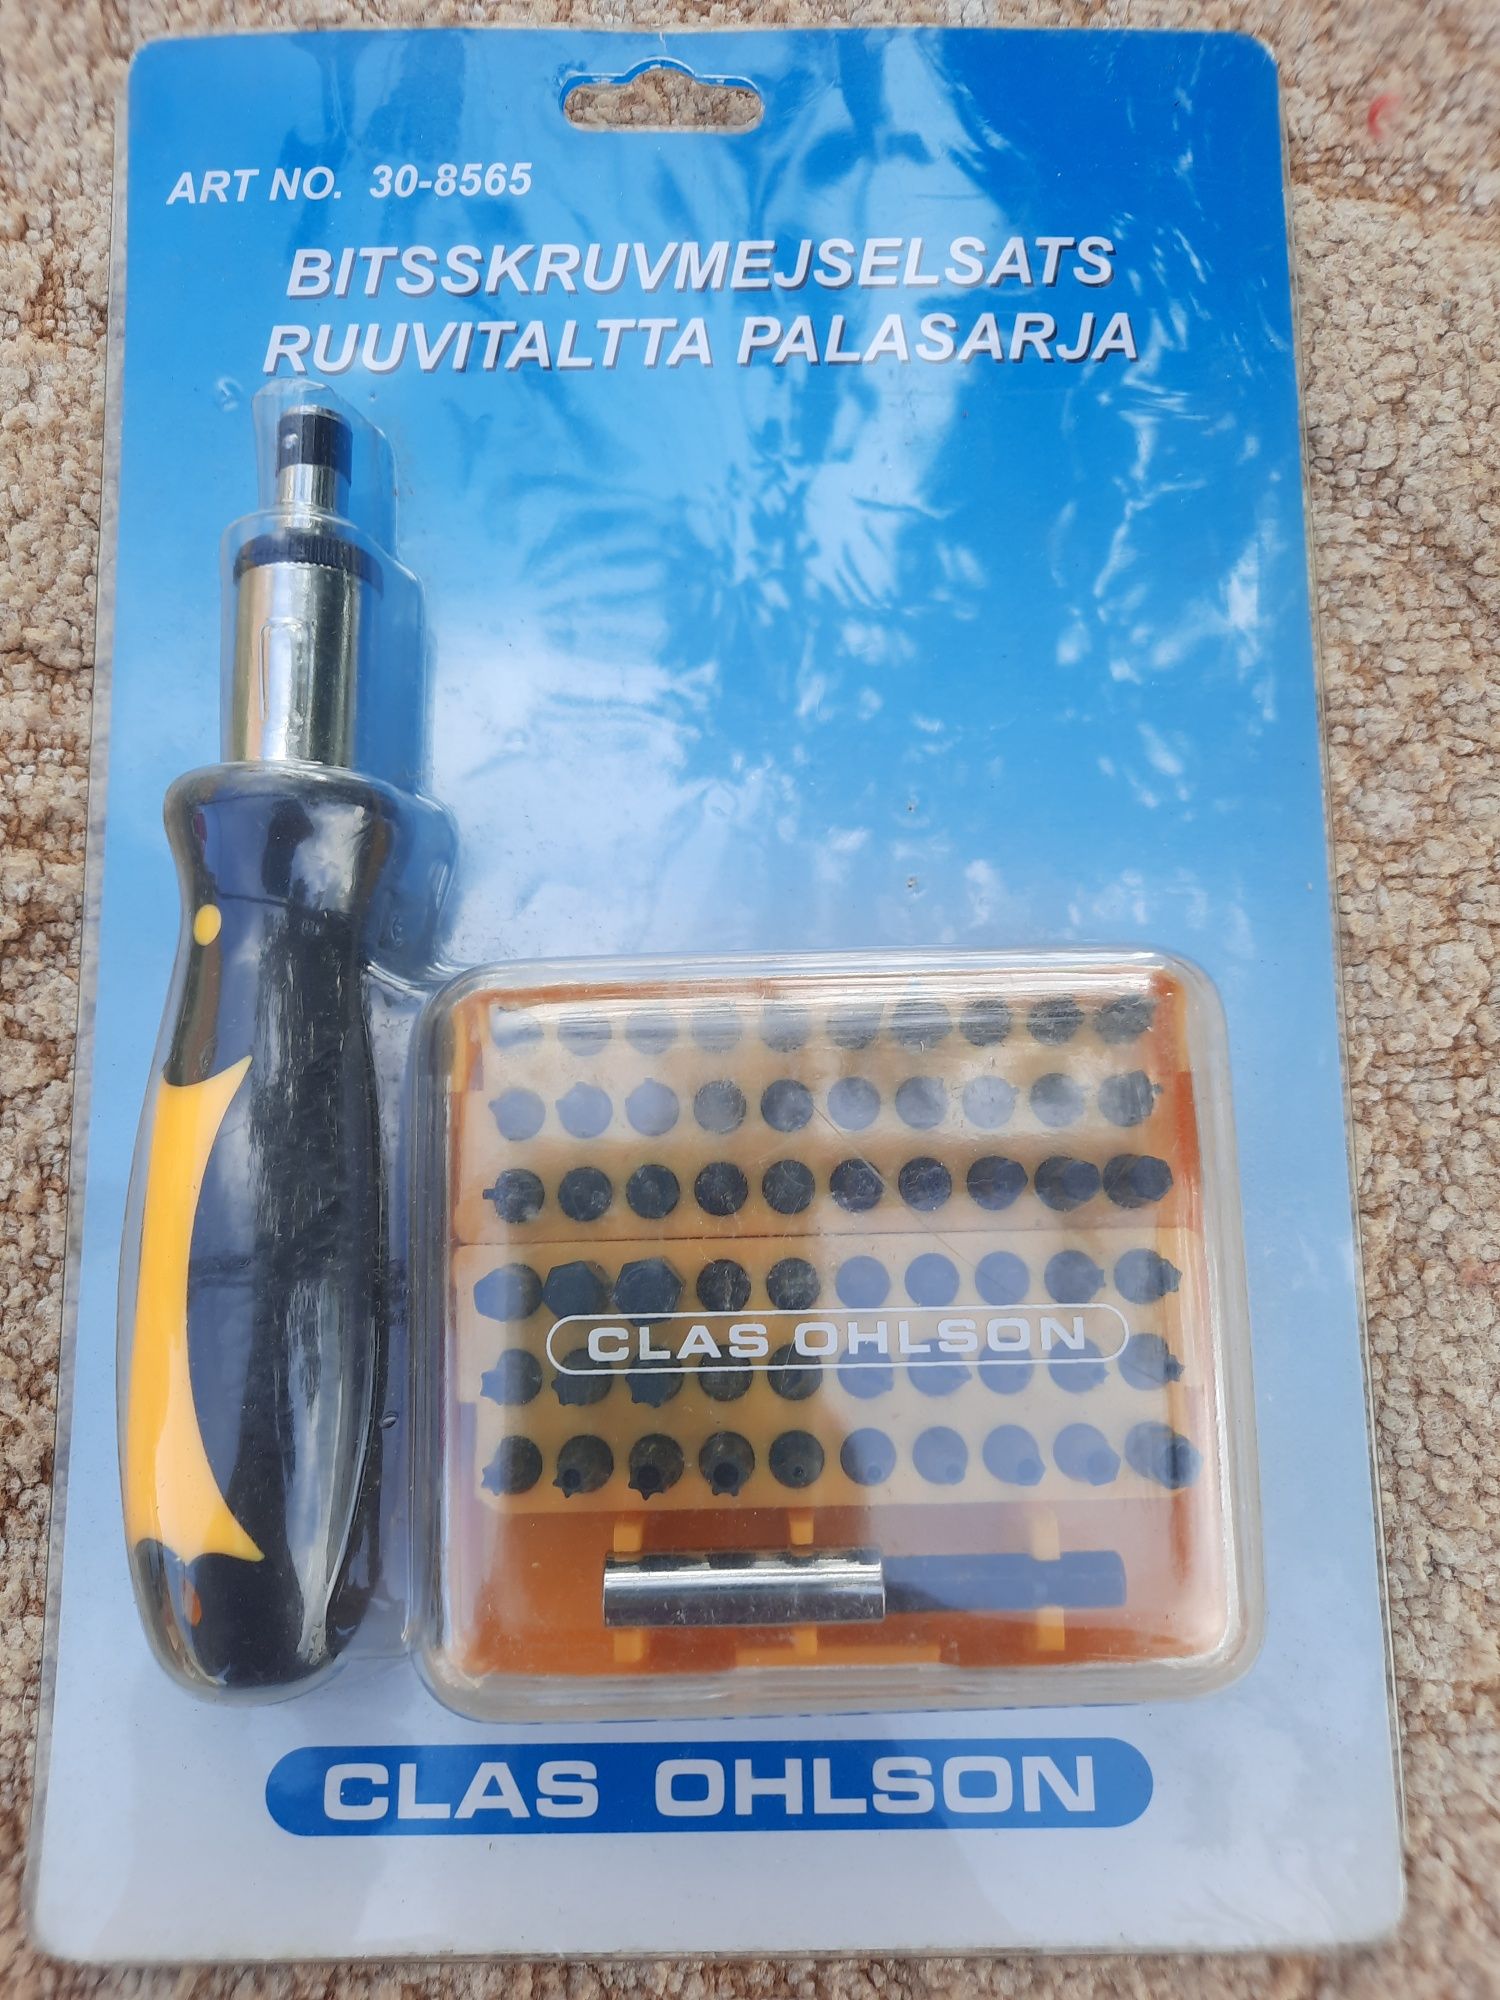 ART NO. 30-8565
BITSSKRUVMEJSELSATS
RUUVITALTTA PALASARJA
CLAS OHLSON
CLAS OHLSON